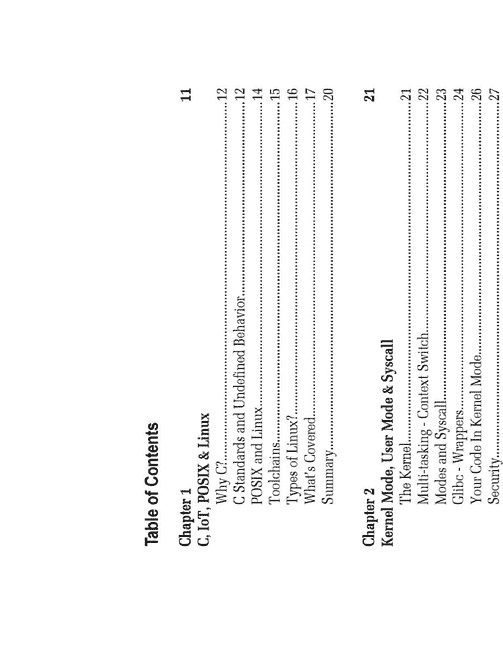 Table of Contents
Chapter 1 11
C, IoT, POSIX & Linux
Why C?...12
C Standards and Undefined Behavior...12
POSIX and Linux...14
Toolchains...15
Types of Linux?...16
What's Covered...17
Summary...20
Chapter 2 21
Kernel Mode, User Mode & Syscall
The Kernel...21
Multi-tasking - Context Switch...22
Modes and Syscall...23
Glibc - Wrappers...24
Your Code In Kernel Mode...26
Security...27